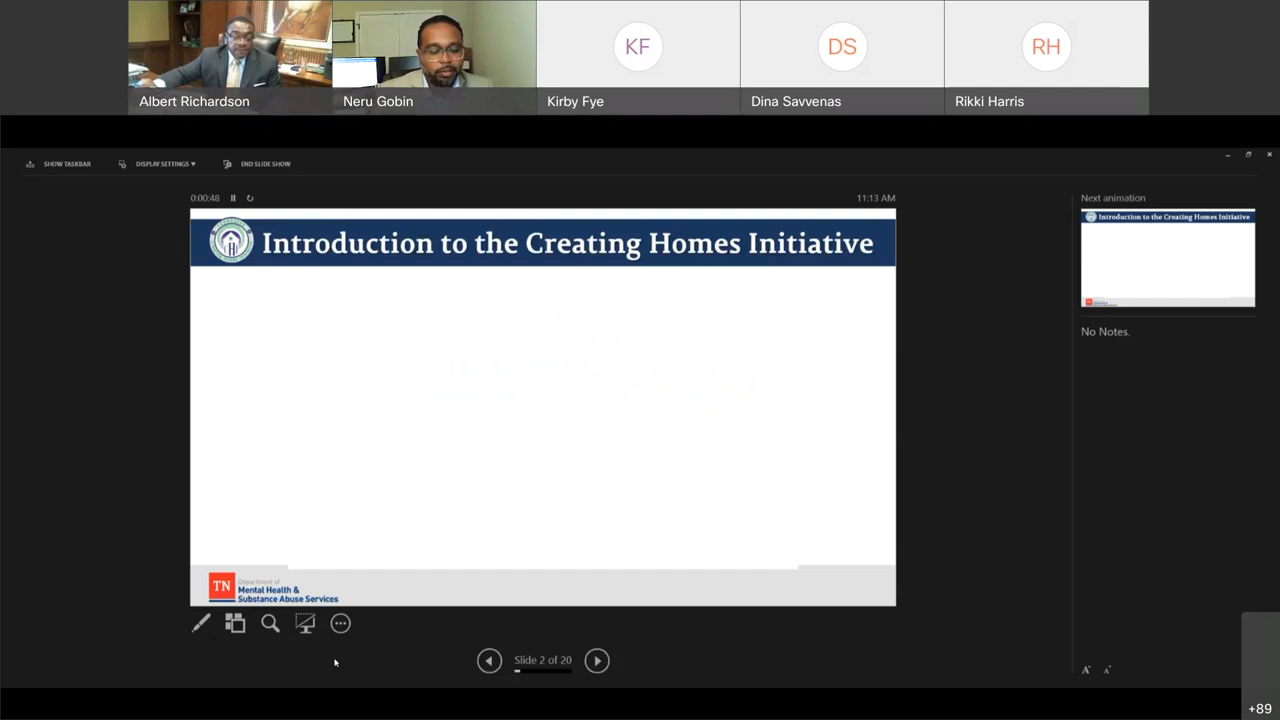 KF
DS
RH
Albert Richardson
Neru Gobin
Kirby Fye
Dina Savvenas
Rikki Harris
SHOW TASKBAR
DISPLAY SETTINGS ▼
END SLIDE SHOW
0:00:48
11:13 AM
Next animation
Introduction to the Creating Homes Initiative
Introduction to the Creating Homes Initiative
No Notes.
TN
Department of
Mental Health &
Substance Abuse Services
Slide 2 of 20
A
A
+89